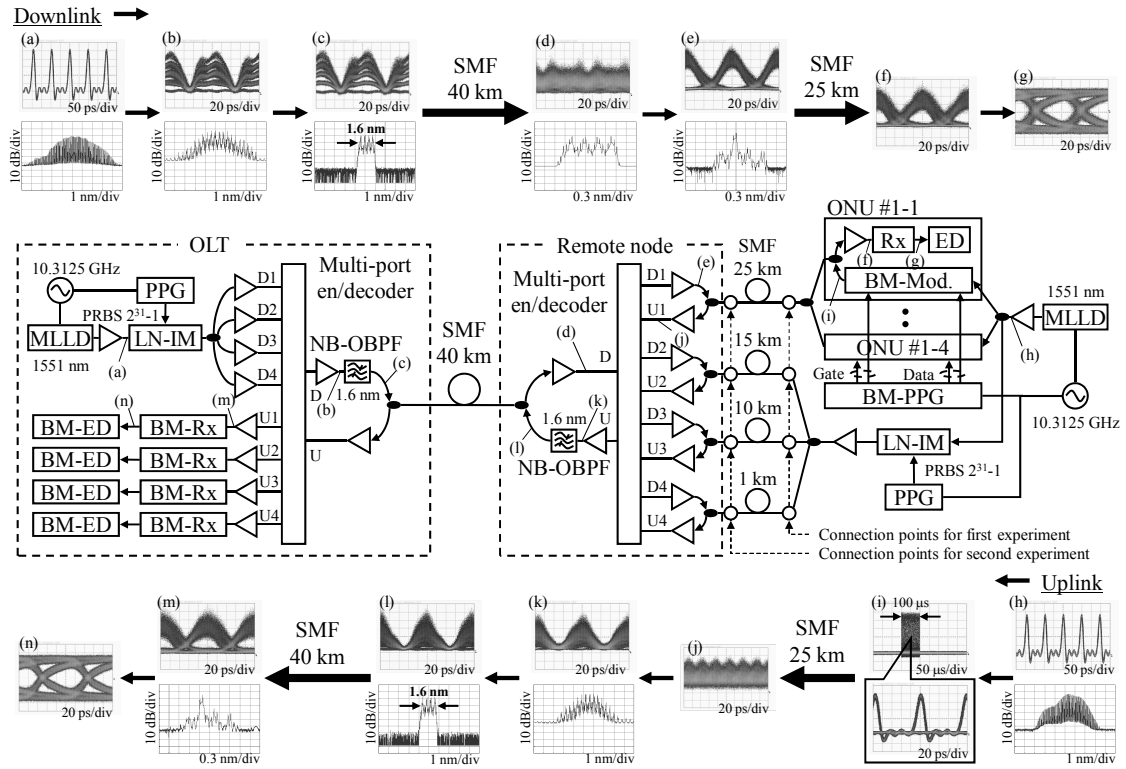 Downlink
(a)
50 ps/div
10 dB/div
1 nm/div
(b)
20 ps/div
1 nm/div
(c)
20 ps/div
1.6 nm
10 dB/div
1 nm/div
SMF
40 km
(d)
20 ps/div
10 dB/div
0.3 nm/div
(e)
20 ps/div
10 dB/div
0.3 nm/div
SMF
25 km
(f)
20 ps/div
(g)
20 ps/div
OLT
10.3125 GHz
PPG
PRBS 2³¹-1
MLLD
LN-IM
1551 nm
(a)
D1
D2
D3
D4
Multi-port
en/decoder
NB-OBPF
(c)
D
1.6 nm
(b)
SMF
40 km
(n)
(m)
BM-ED
BM-Rx
U1
BM-ED
BM-Rx
U2
BM-ED
BM-Rx
U3
BM-ED
BM-Rx
U4
U
Remote node
Multi-port
en/decoder
(d)
D
1.6 nm
(k)
U
(l)
NB-OBPF
D1
(e)
U1
(j)
D2
U2
D3
U3
D4
U4
SMF
25 km
15 km
10 km
1 km
ONU #1-1
Rx
ED
(f)
(g)
BM-Mod.
(i)
ONU #1-4
Gate
Data
BM-PPG
1551 nm
MLLD
(h)
10.3125 GHz
LN-IM
PRBS 2³¹-1
PPG
Connection points for first experiment
Connection points for second experiment
Uplink
(n)
20 ps/div
(m)
20 ps/div
10 dB/div
0.3 nm/div
SMF
40 km
(l)
20 ps/div
1.6 nm
10 dB/div
1 nm/div
(k)
20 ps/div
10 dB/div
1 nm/div
(j)
20 ps/div
SMF
25 km
(i)
100 μs
50 μs/div
20 ps/div
(h)
50 ps/div
10 dB/div
1 nm/div